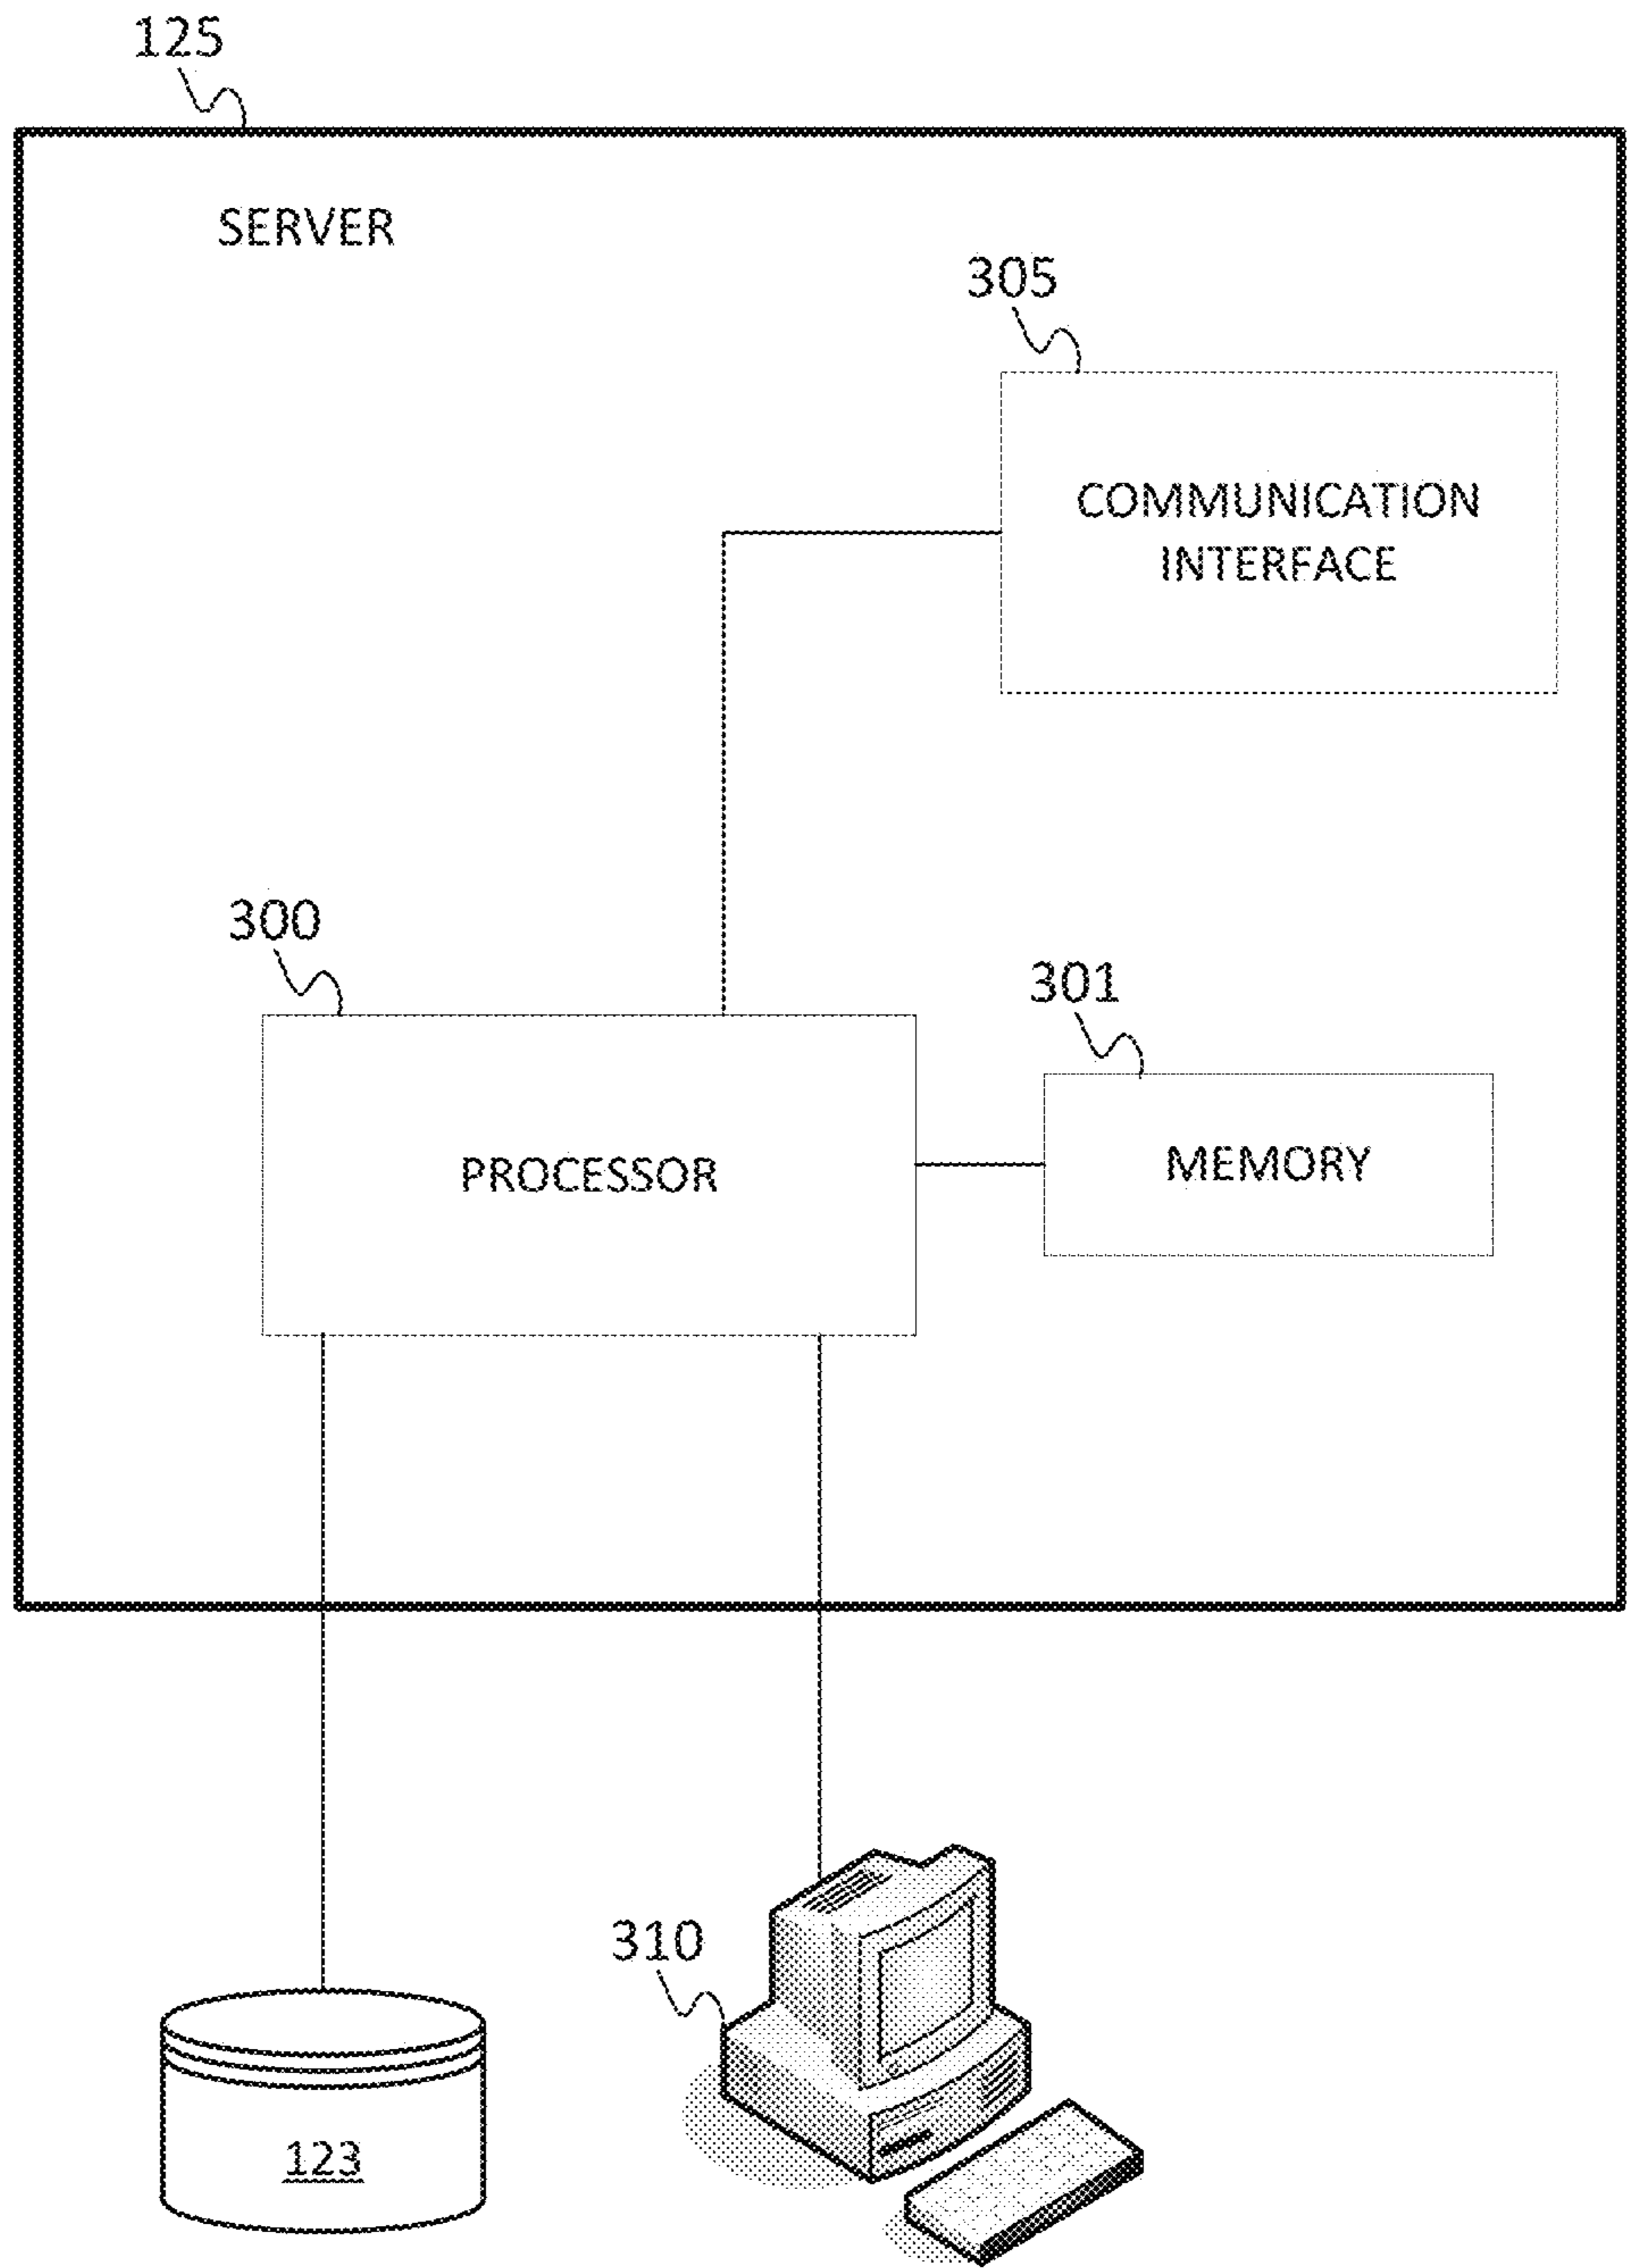 125
SERVER
305
COMMUNICATION
INTERFACE
300
301
PROCESSOR
MEMORY
310
123